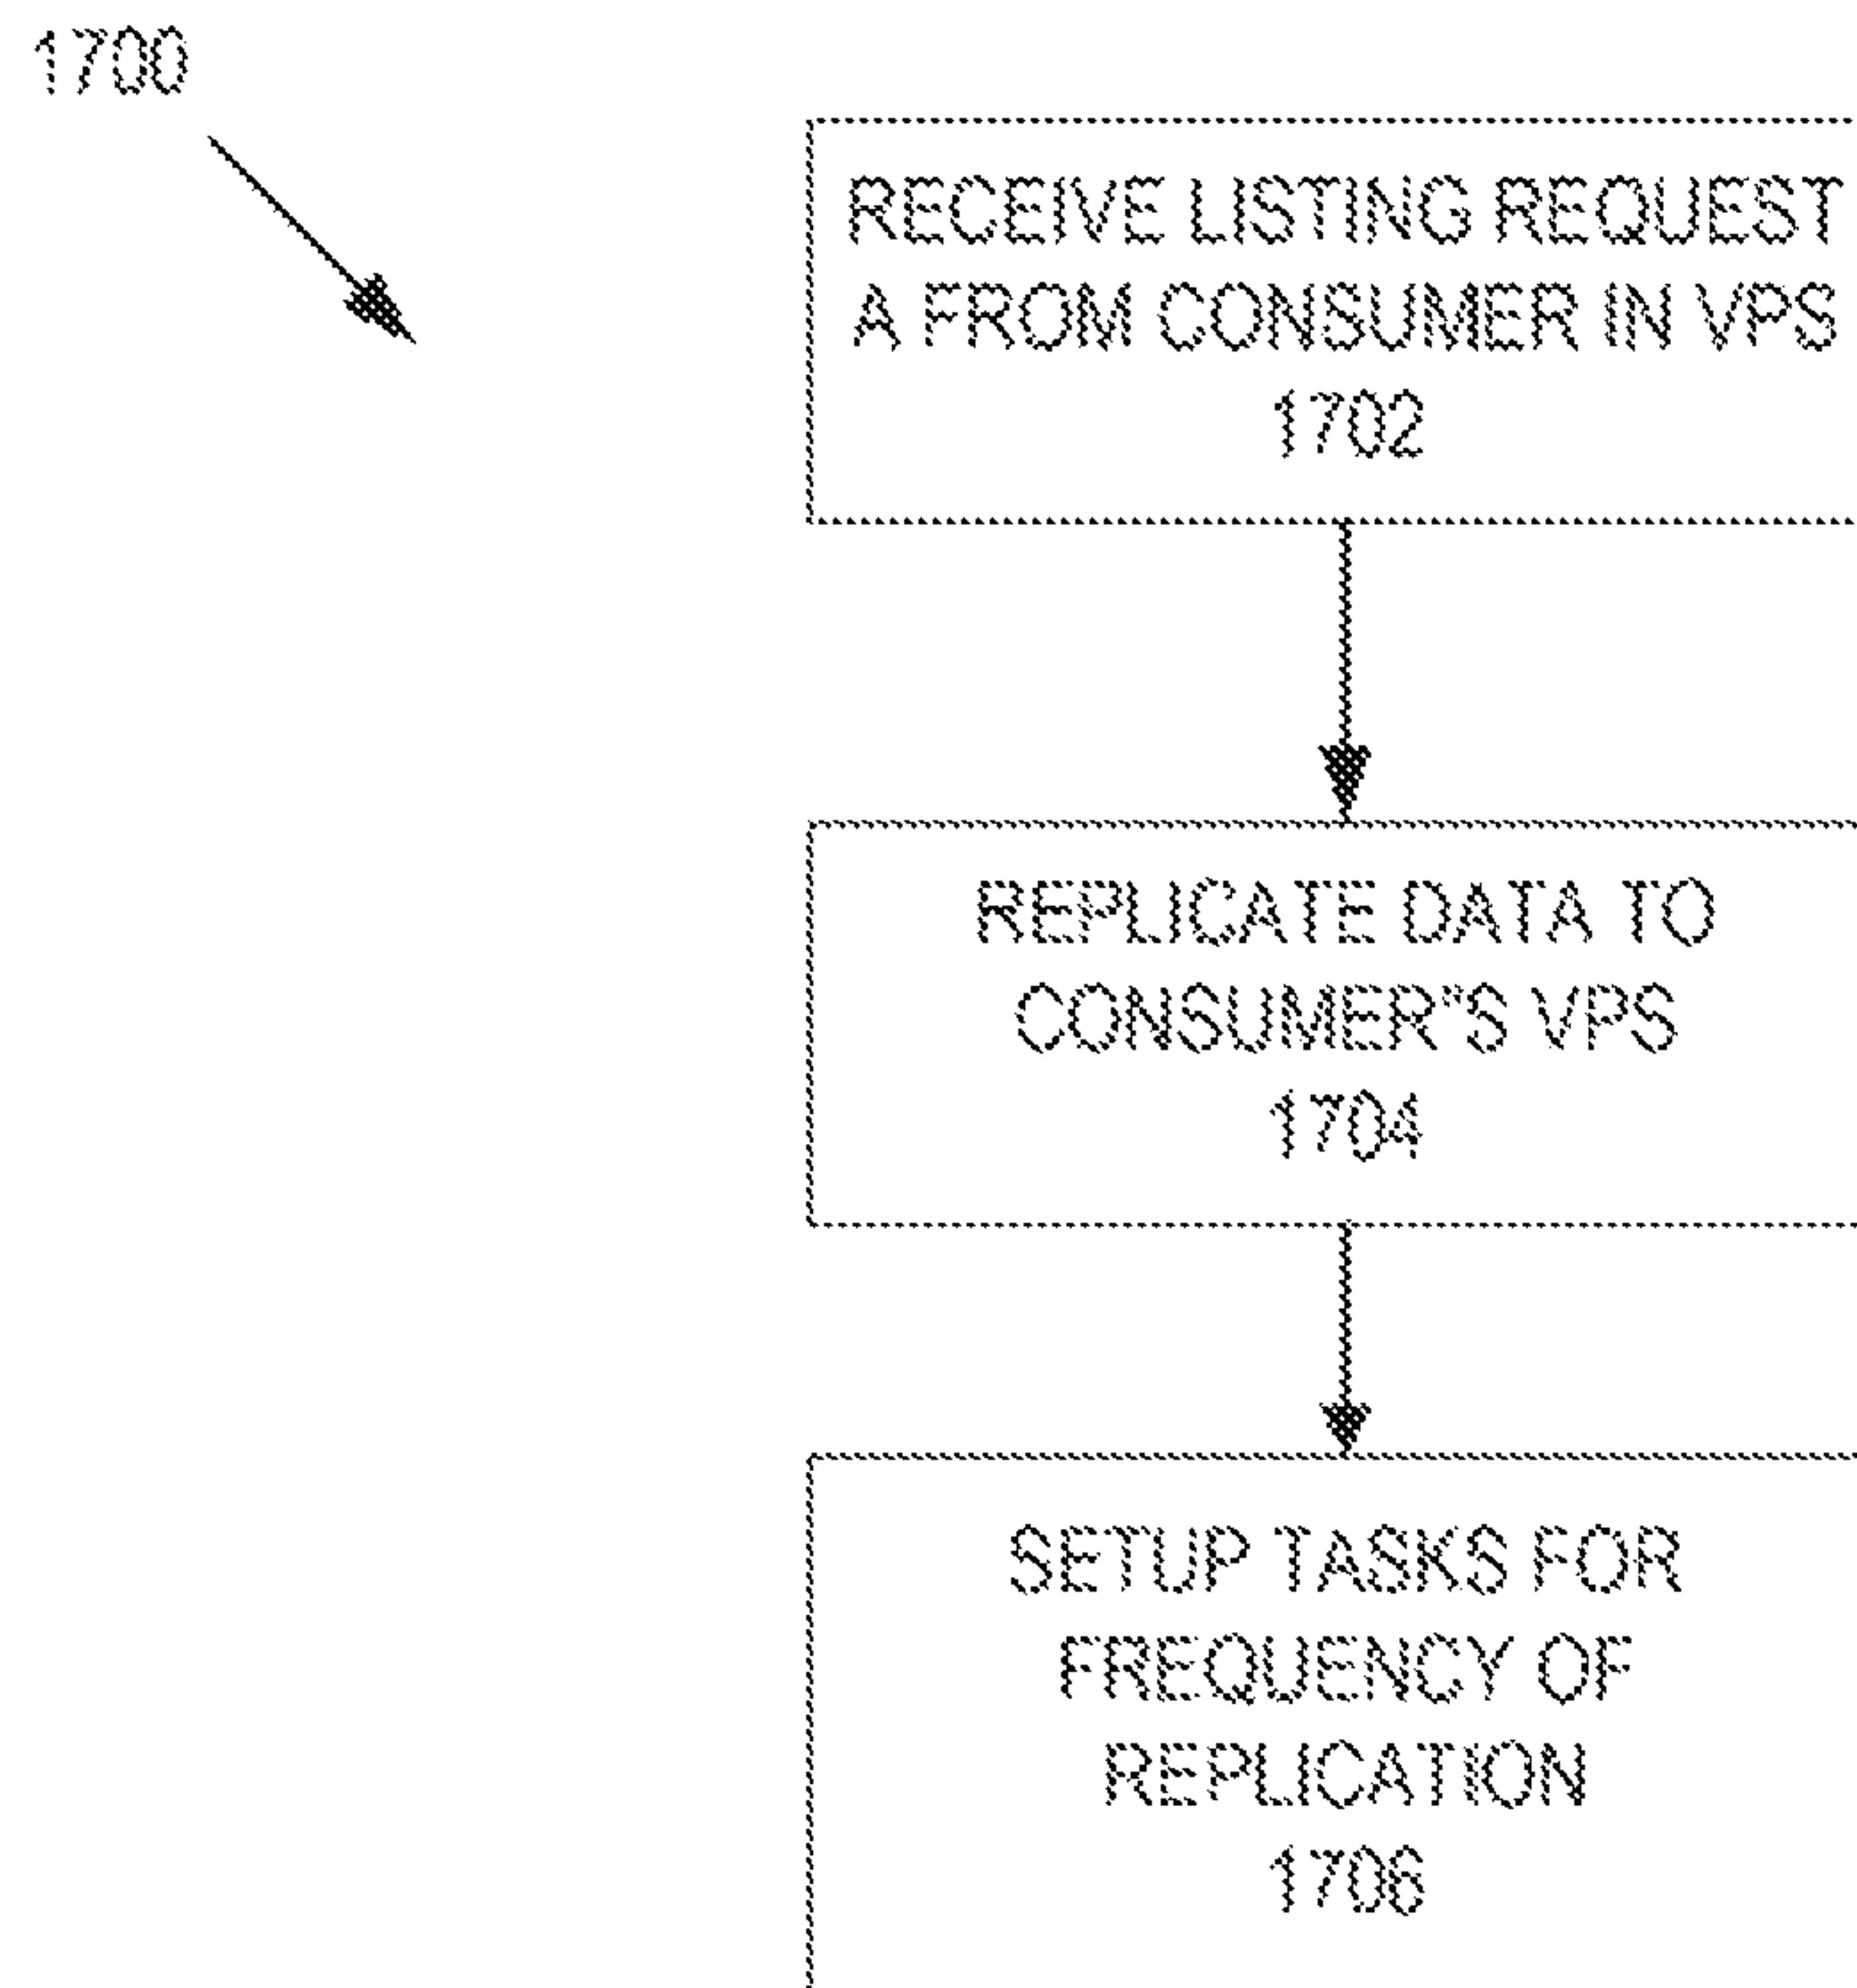 1700
RECEIVE LISTING REQUEST
A FROM CONSUMER IN VPS
1702
REPLICATE DATA TO
CONSUMER'S VPS
1704
SETUP TASKS FOR
FREQUENCY OF
REPLICATION
1706